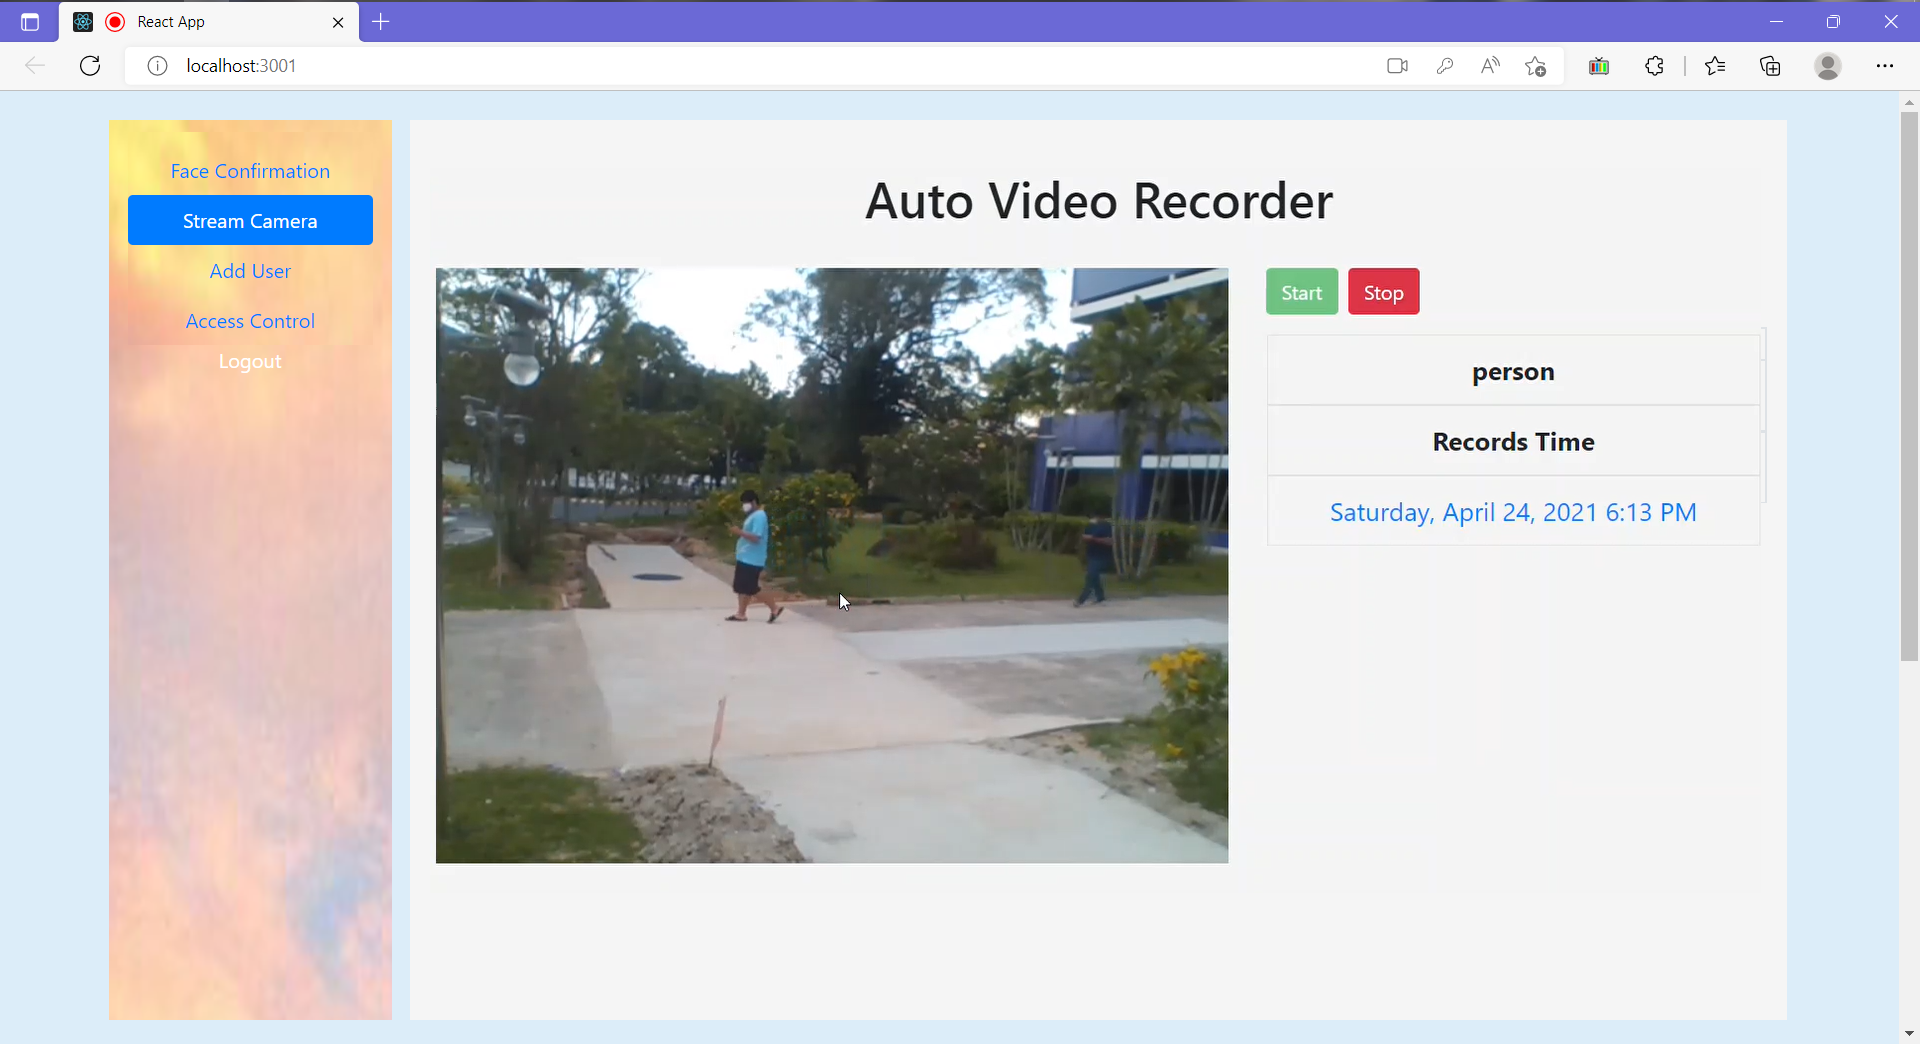 React App
localhost:3001
Face Confirmation
Stream Camera
Add User
Access Control
Logout
Auto Video Recorder
Start
Stop
person
Records Time
Saturday, April 24, 2021 6:13 PM